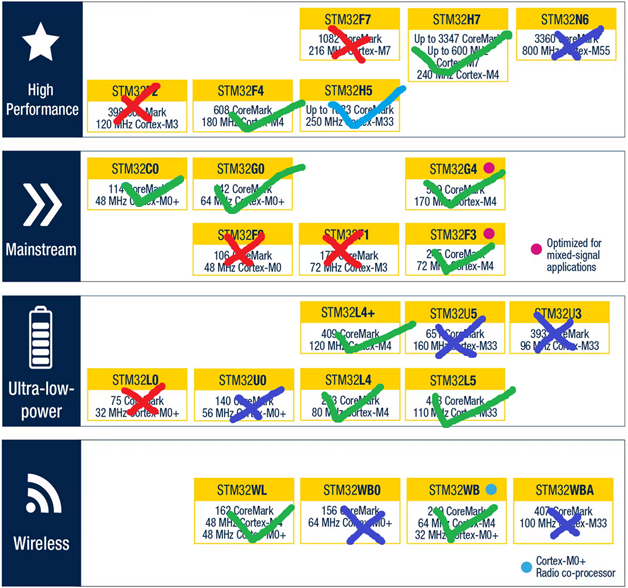 STM32F7
STM32H7
STM32N6
1082 CoreMark
216 MHz Cortex-M7
Up to 3347 CoreMark
Up to 600 MHz
Cortex-M7
240 MHz Cortex-M4
3360 CoreMark
800 MHz Cortex-M55
High
Performance
STM32F2
STM32F4
STM32H5
398 CoreMark
120 MHz Cortex-M3
608 CoreMark
180 MHz Cortex-M4
Up to CoreMark
250 MHz Cortex-M33
STM32C0
STM32G0
STM32G4
114 CoreMark
48 MHz Cortex-M0+
CoreMark
64 MHz Cortex-M0+
CoreMark
170 MHz Cortex-M4
Mainstream
STM32F0
STM32F1
STM32F3
106 CoreMark
48 MHz Cortex-M0
CoreMark
72 MHz Cortex-M3
CoreMark
72 MHz Cortex-M4
Optimized for
mixed-signal
applications
STM32L4+
STM32U5
STM32U3
409 CoreMark
120 MHz Cortex-M4
651 CoreMark
160 MHz Cortex-M33
393 CoreMark
96 MHz Cortex-M33
Ultra-low-
power
STM32L0
STM32U0
STM32L4
STM32L5
75 CoreMark
32 MHz Cortex-M0+
140 CoreMark
56 MHz Cortex-M0+
CoreMark
80 MHz Cortex-M4
CoreMark
110 MHz Cortex-M33
STM32WL
STM32WB0
STM32WB
STM32WBA
162 CoreMark
48 MHz Cortex-M4
48 MHz Cortex-M0+
156 CoreMark
64 MHz Cortex-M0+
CoreMark
64 MHz Cortex-M4
32 MHz Cortex-M0+
407 CoreMark
100 MHz Cortex-M33
Wireless
Cortex-M0+
Radio co-processor